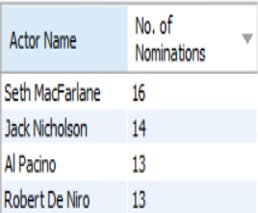 Actor Name No. of
Nominations
Seth MacFarlane 16
Jack Nicholson 14
Al Pacino 13
Robert De Niro 13